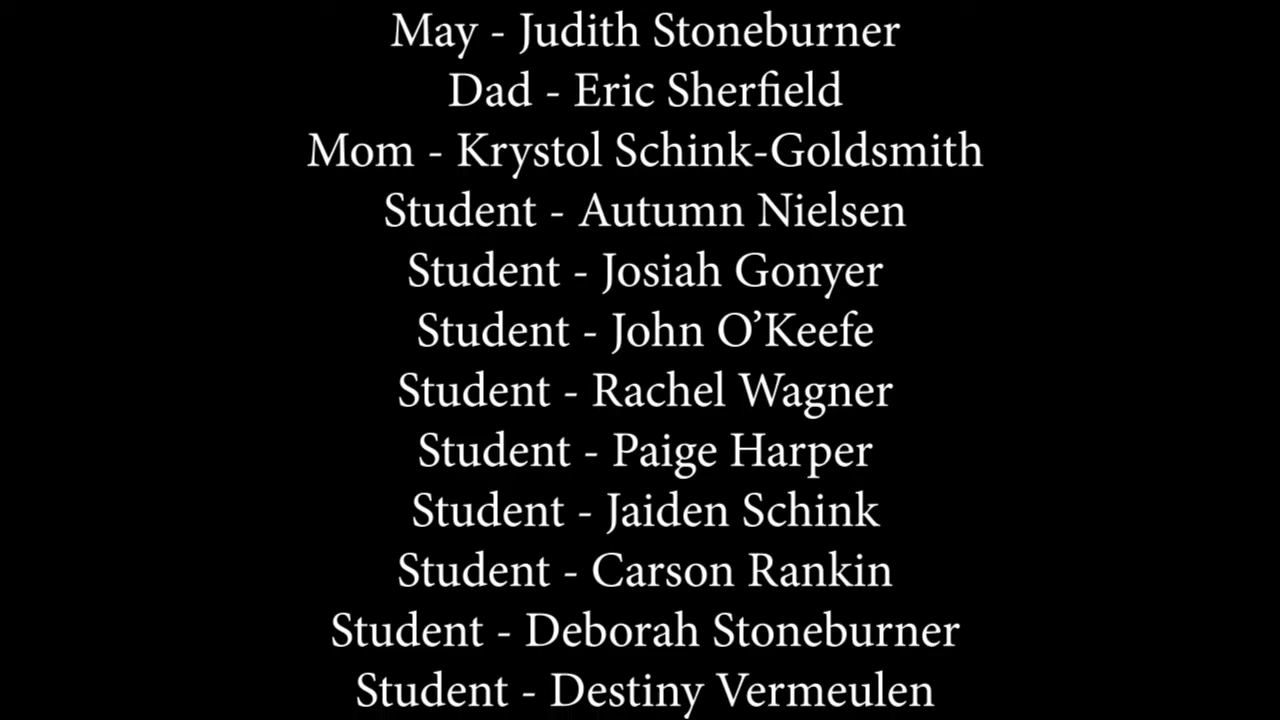 May - Judith Stoneburner
Dad - Eric Sherfield
Mom - Krystol Schink-Goldsmith
Student - Autumn Nielsen
Student - Josiah Gonyer
Student - John O’Keefe
Student - Rachel Wagner
Student - Paige Harper
Student - Jaiden Schink
Student - Carson Rankin
Student - Deborah Stoneburner
Student - Destiny Vermeulen